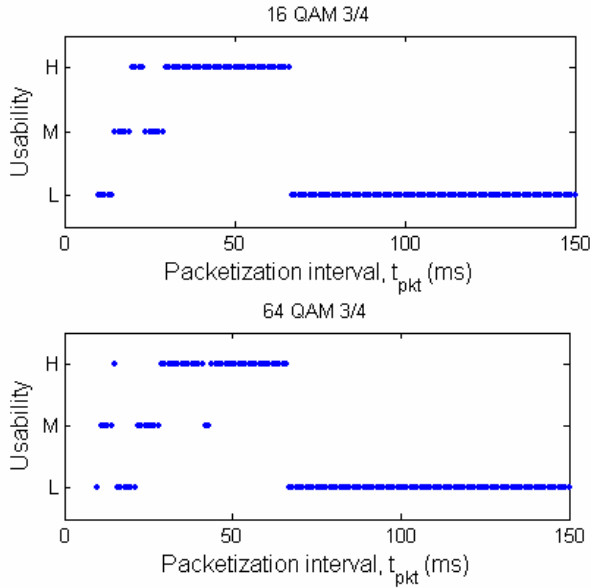 16 QAM 3/4
H
M
L
Usability
0 50 100 150
Packetization interval, t_pkt (ms)
64 QAM 3/4
H
M
L
Usability
0 50 100 150
Packetization interval, t_pkt (ms)